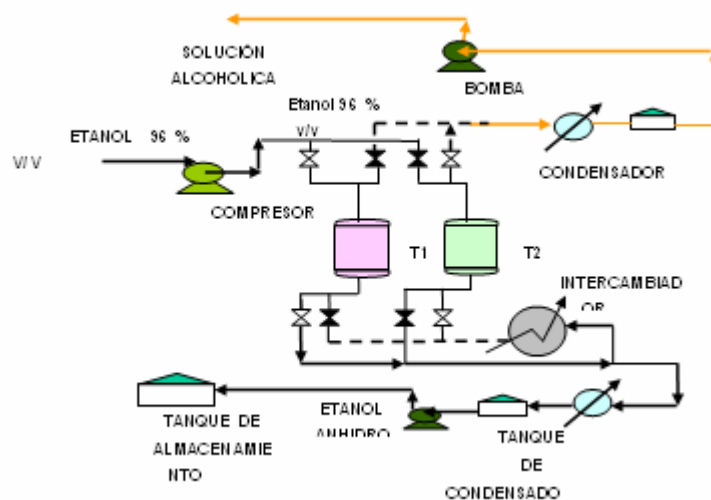 SOLUCIÓN
ALCOHOLICA
BOMBA
Etanol 96 %
v/v
ETANOL 96 %
V/V
CONDENSADOR
COMPRESOR
T1
T2
INTERCAMBIAD
OR
ETANOL
ANHIDRO
TANQUE DE
ALMACENAMIE
NTO
TANQUE
DE
CONDENSADO